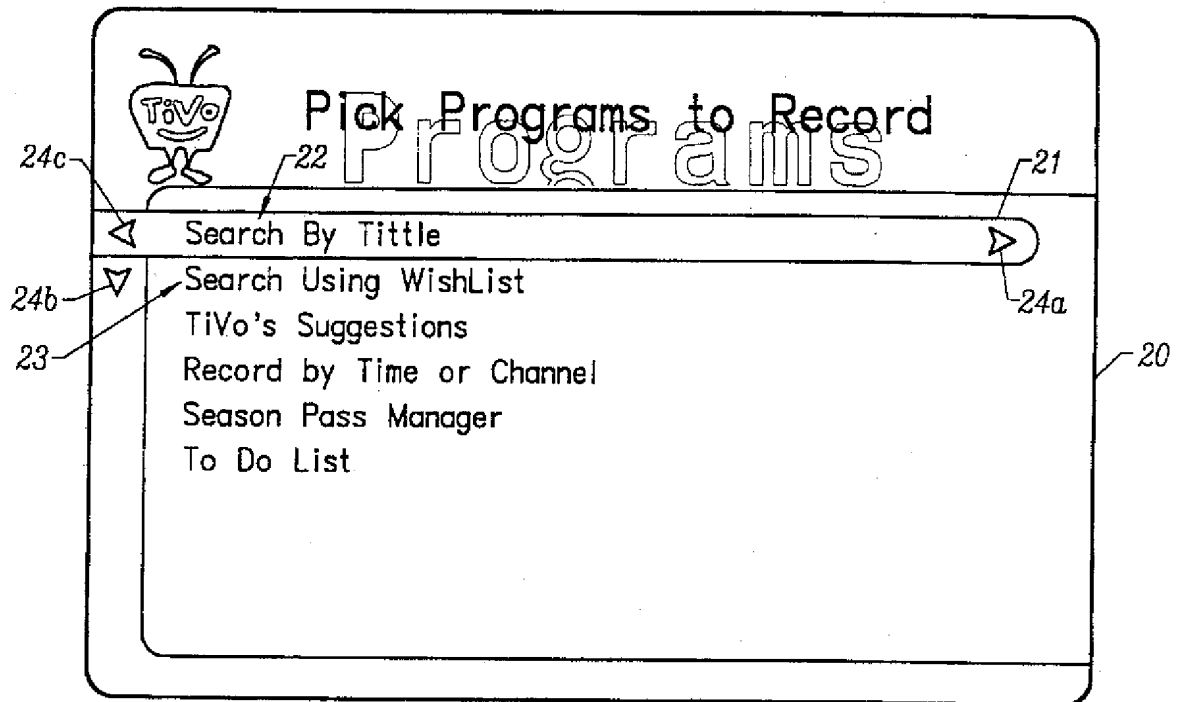 TiVo
Pick Programs to Record
Programs
24c
22
21
Search By Tittle
24b
Search Using WishList
24a
23
TiVo's Suggestions
Record by Time or Channel
20
Season Pass Manager
To Do List